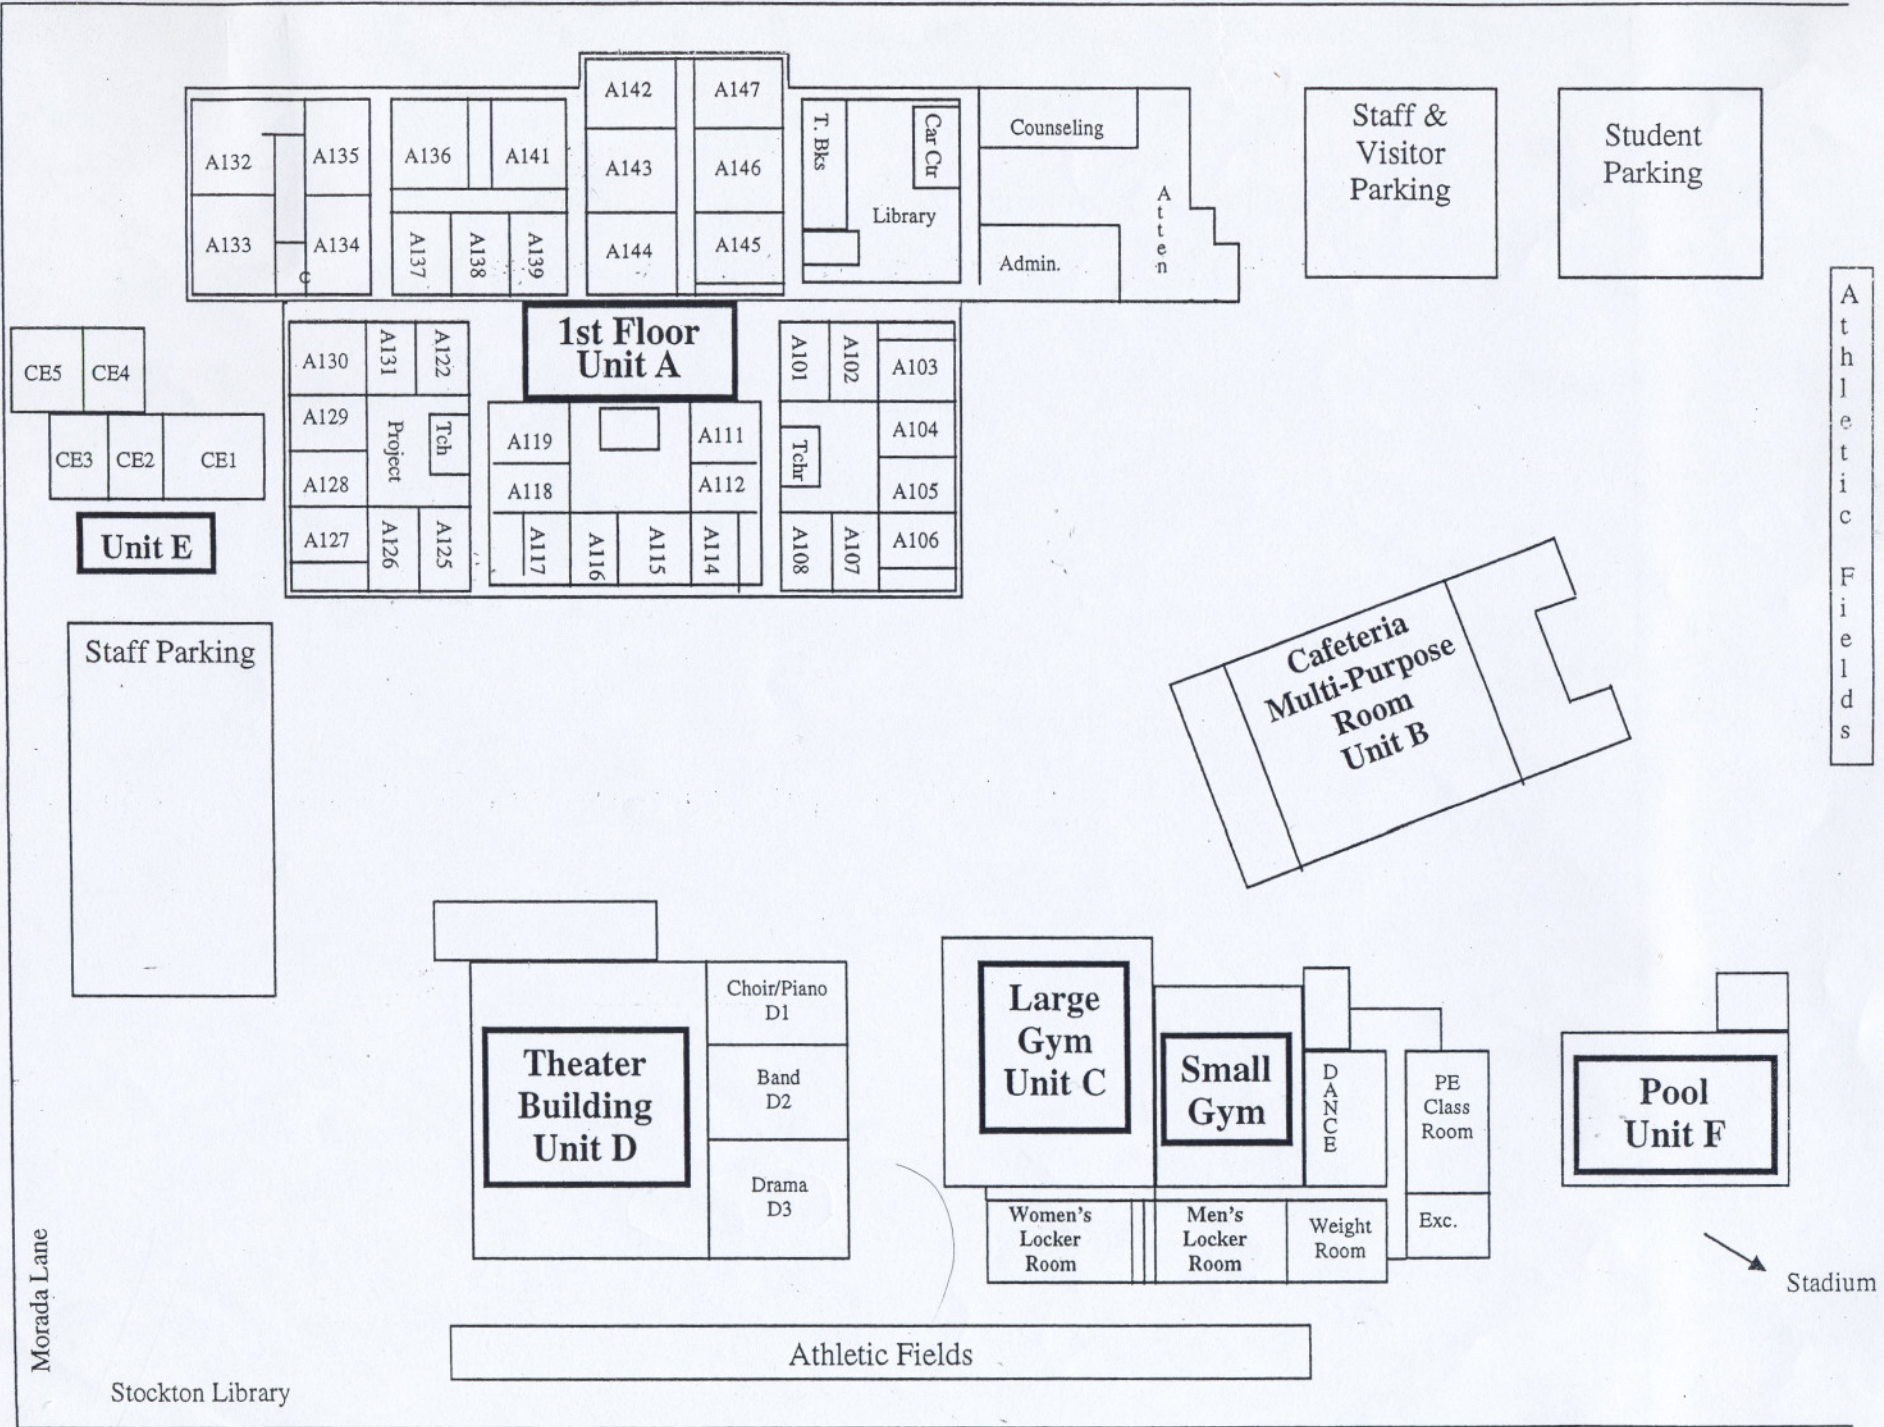 A132
A135
A133
A134
A136
A141
A137
A138
A139
A142
A147
A143
A146
A144
A145
T. Bks
Car Ctr
Library
Counseling
Admin.
Atten
Staff &
Visitor
Parking
Student
Parking
Athletic Fields
CE5
CE4
CE3
CE2
CE1
Unit E
A130
A131
A122
A129
Project
Tch
A128
A127
A126
A125
1st Floor
Unit A
A119
A111
A118
A112
A117
A116
A115
A114
A101
A102
A103
A104
Tchr
A105
A108
A107
A106
Staff Parking
Cafeteria
Multi-Purpose
Room
Unit B
Theater
Building
Unit D
Choir/Piano
D1
Band
D2
Drama
D3
Large
Gym
Unit C
Small
Gym
DANCE
PE
Class
Room
Exc.
Women's
Locker
Room
Men's
Locker
Room
Weight
Room
Pool
Unit F
Stadium
Athletic Fields
Morada Lane
Stockton Library